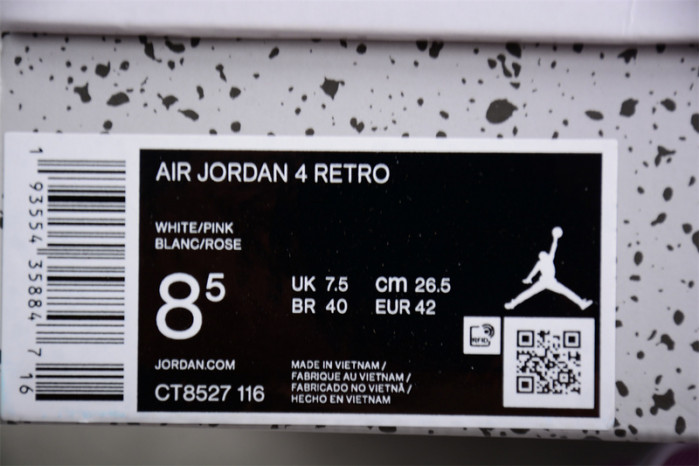 AIR JORDAN 4 RETRO
WHITE/PINK
BLANC/ROSE
8⁵
UK 7.5 cm 26.5
BR 40 EUR 42
JORDAN.COM
CT8527 116
MADE IN VIETNAM /
FABRIQUE AU VIETNAM /
FABRICADO NO VIETNÃ /
HECHO EN VIETNAM
1 93554 35884 7 16